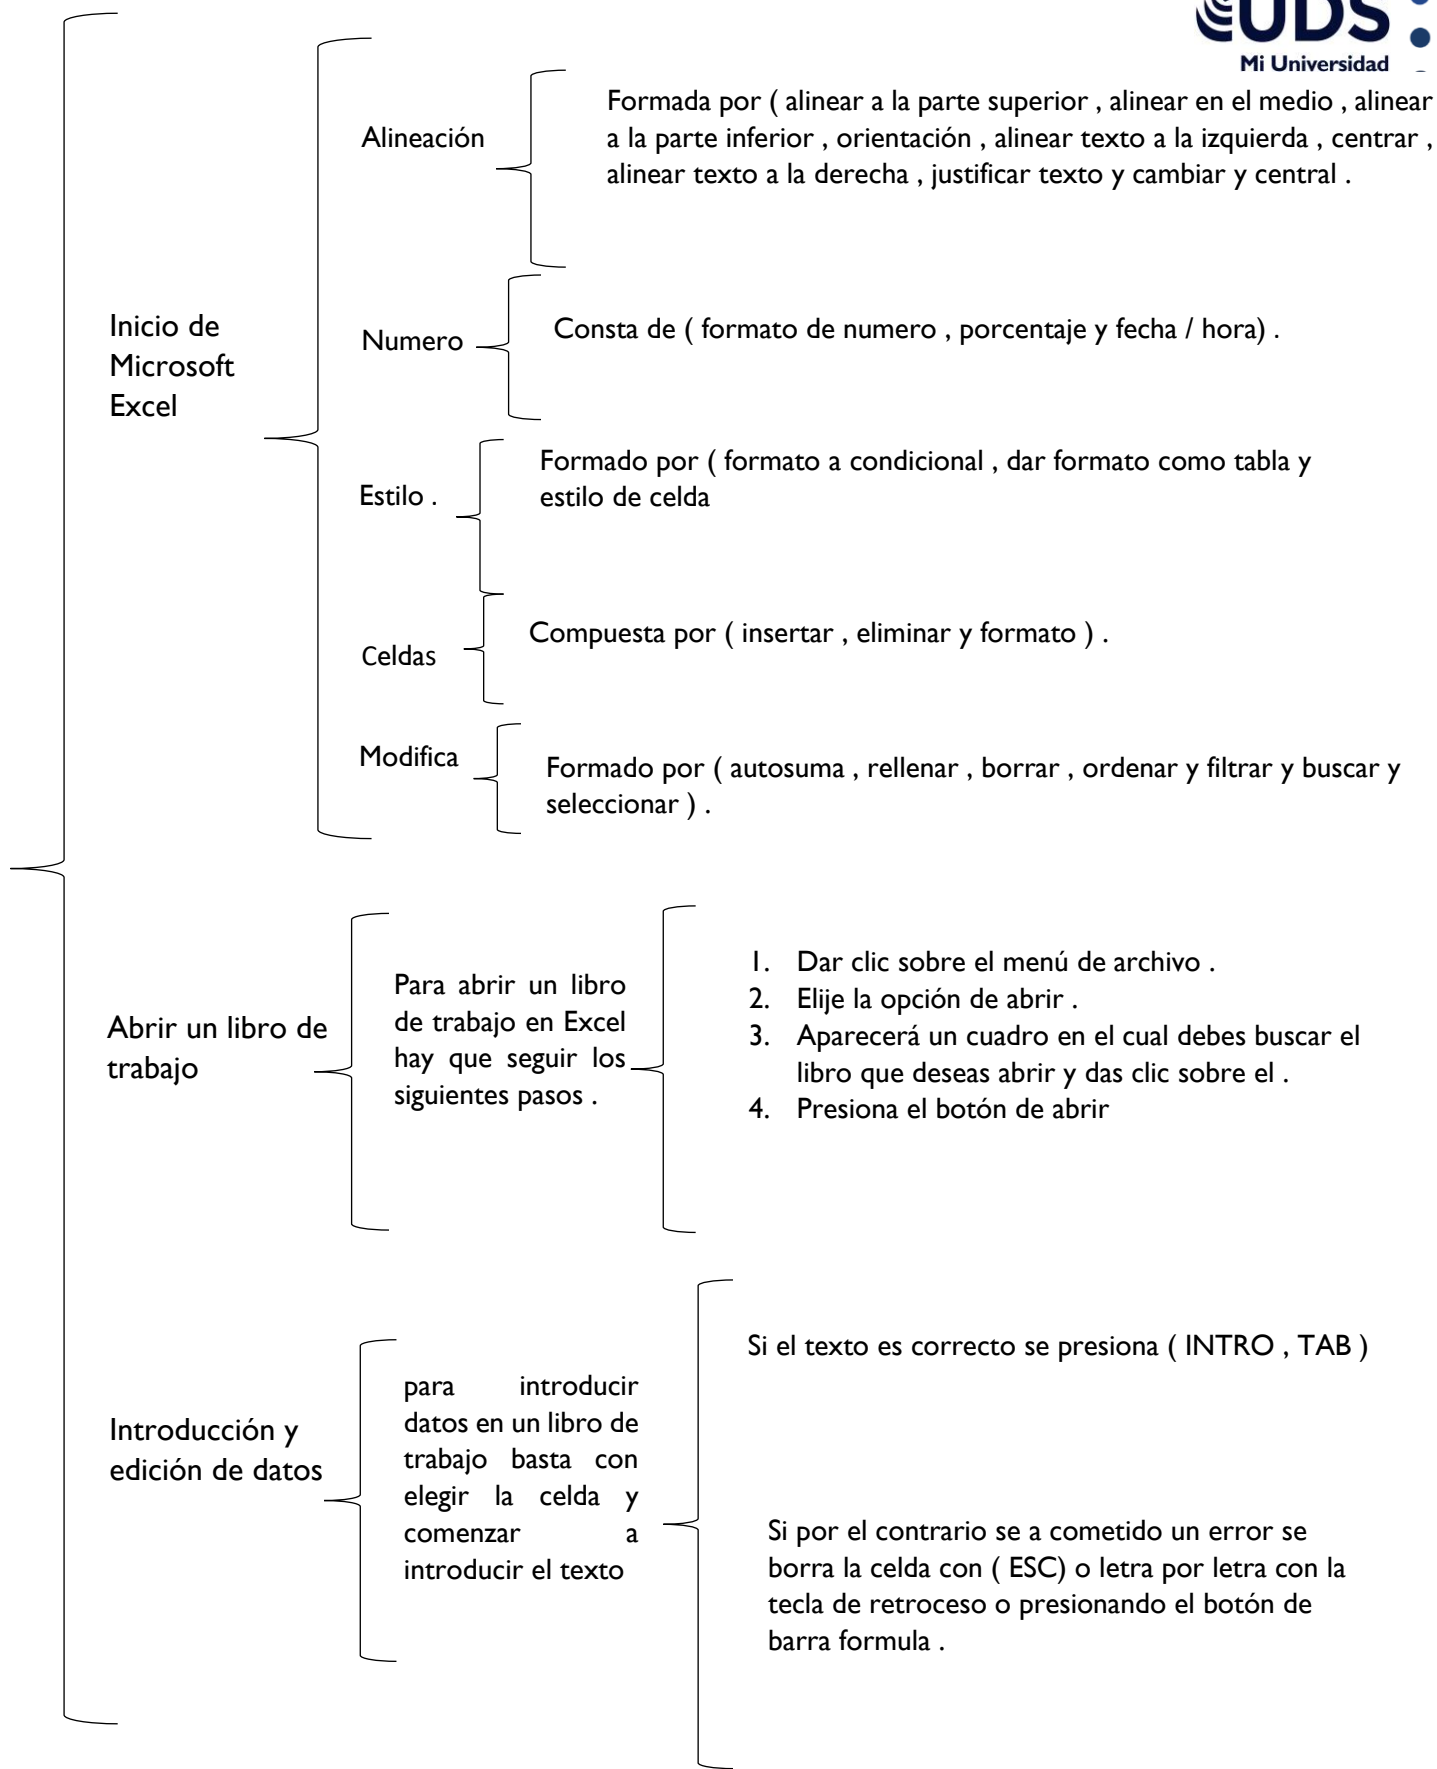 UDS
Mi Universidad
Formada por ( alinear a la parte superior , alinear en el medio , alinear
a la parte inferior , orientación , alinear texto a la izquierda , centrar ,
alinear texto a la derecha , justificar texto y cambiar y central .
Alineación
Inicio de
Microsoft
Excel
Numero
Consta de ( formato de numero , porcentaje y fecha / hora) .
Formado por ( formato a condicional , dar formato como tabla y
estilo de celda
Estilo .
Compuesta por ( insertar , eliminar y formato ) .
Celdas
Modifica
Formado por ( autosuma , rellenar , borrar , ordenar y filtrar y buscar y
seleccionar ) .
Abrir un libro de
trabajo
Para abrir un libro
de trabajo en Excel
hay que seguir los
siguientes pasos .
1. Dar clic sobre el menú de archivo .
2. Elije la opción de abrir .
3. Aparecerá un cuadro en el cual debes buscar el
libro que deseas abrir y das clic sobre el .
4. Presiona el botón de abrir
Introducción y
edición de datos
para introducir
datos en un libro de
trabajo basta con
elegir la celda y
comenzar a
introducir el texto
Si el texto es correcto se presiona ( INTRO , TAB )
Si por el contrario se a cometido un error se
borra la celda con ( ESC) o letra por letra con la
tecla de retroceso o presionando el botón de
barra formula .